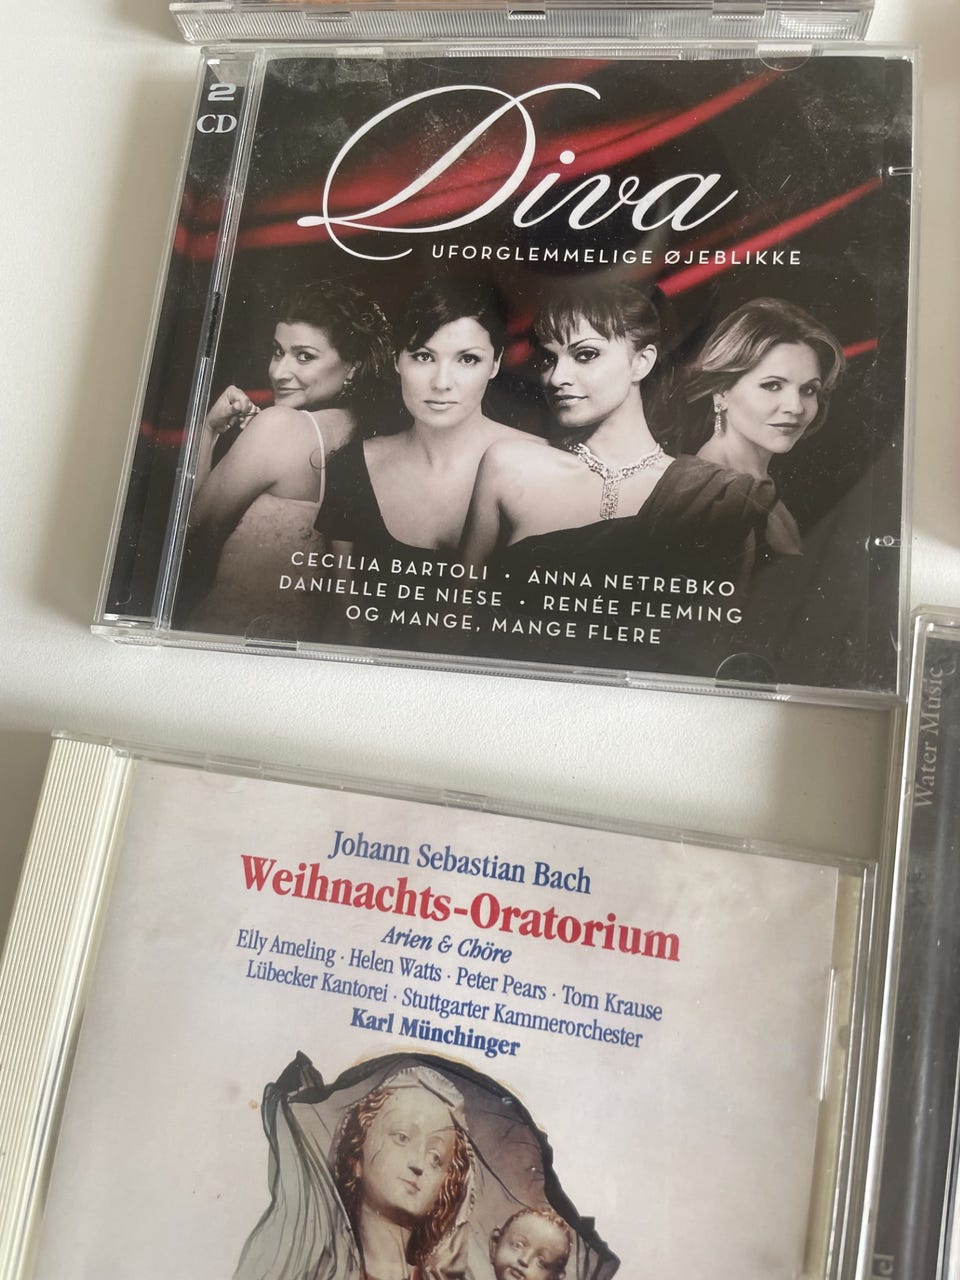 2
CD
Diva
UFORGLEMMELIGE ØJEBLIKKE
CECILIA BARTOLI · ANNA NETREBKO
DANIELLE DE NIESE · RENÉE FLEMING
OG MANGE, MANGE FLERE
Water Music
Johann Sebastian Bach
Weihnachts-Oratorium
Arien & Chöre
Elly Ameling · Helen Watts · Peter Pears · Tom Krause
Lübecker Kantorei · Stuttgarter Kammerorchester
Karl Münchinger